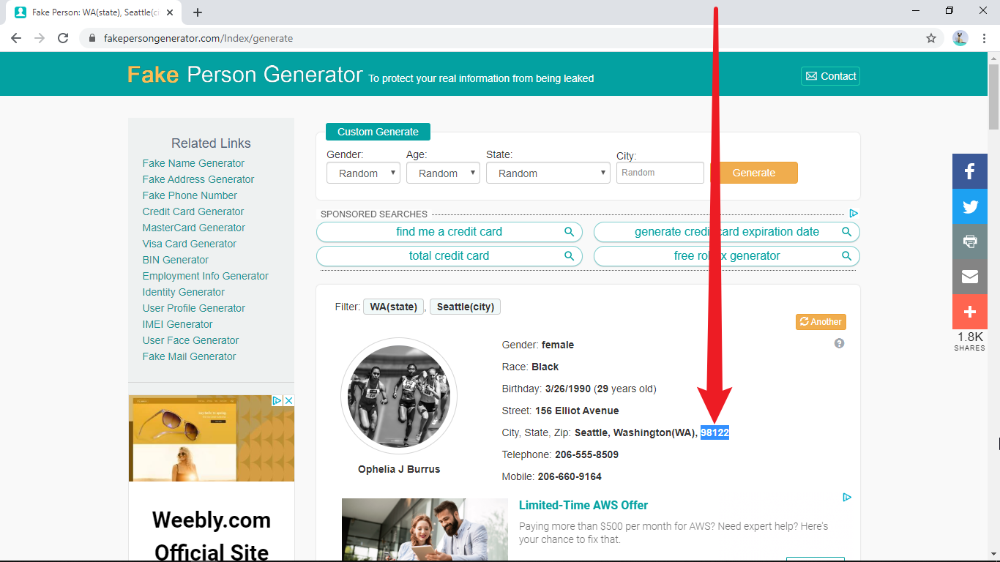 Fake Person: WA(state), Seattle(ci
fakepersongenerator.com/Index/generate
Fake Person Generator To protect your real information from being leaked
Contact
Related Links
Fake Name Generator
Fake Address Generator
Fake Phone Number
Credit Card Generator
MasterCard Generator
Visa Card Generator
BIN Generator
Employment Info Generator
Identity Generator
User Profile Generator
IMEI Generator
User Face Generator
Fake Mail Generator
Weebly.com
Official Site
Custom Generate
Gender: Age: State: City:
Random Random Random Random Generate
SPONSORED SEARCHES
find me a credit card
generate credit card expiration date
total credit card
free roblox generator
Filter: WA(state), Seattle(city)
Another
Gender: female
Race: Black
Birthday: 3/26/1990 (29 years old)
Street: 156 Elliot Avenue
City, State, Zip: Seattle, Washington(WA), 98122
Telephone: 206-555-8509
Mobile: 206-660-9164
Ophelia J Burrus
Limited-Time AWS Offer
Paying more than $500 per month for AWS? Need expert help? Here's
your chance to fix that.
1.8K
SHARES